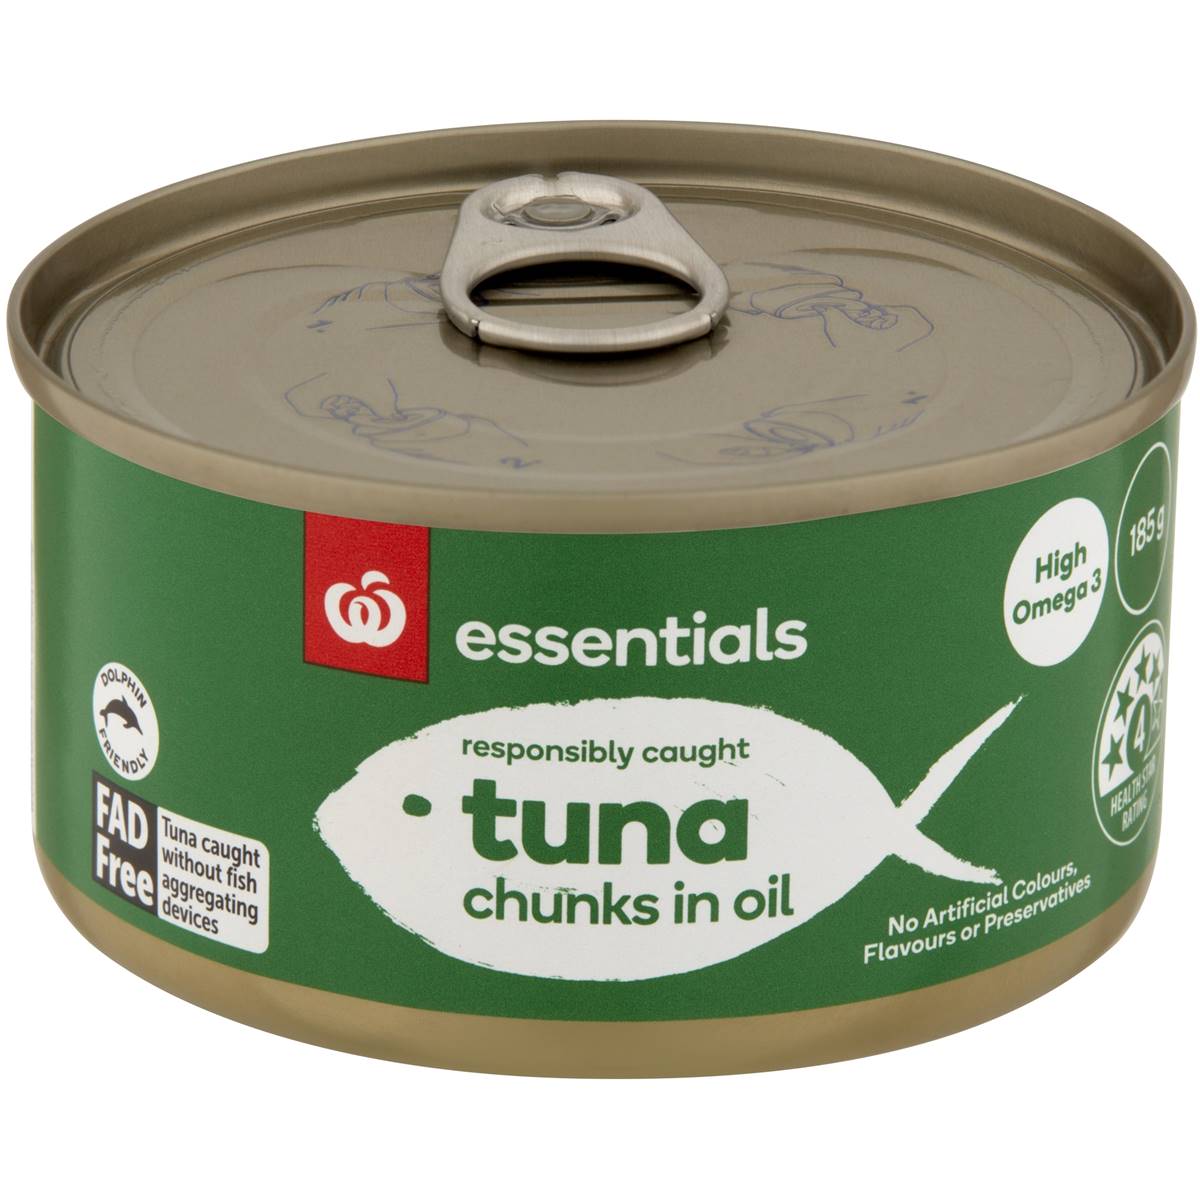 essentials
responsibly caught
tuna
chunks in oil
High
Omega 3
185g
4
HEALTH STAR
RATING
No Artificial Colours,
Flavours or Preservatives
DOLPHIN
FRIENDLY
FAD
Free
Tuna caught
without fish
aggregating
devices